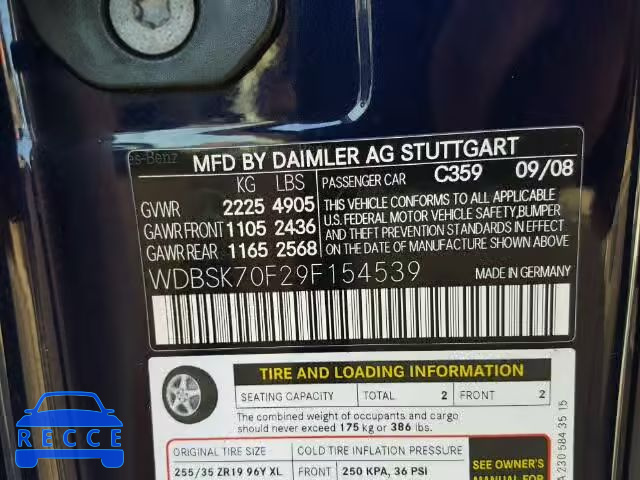 es-Benz
MFD BY DAIMLER AG STUTTGART
KG LBS PASSENGER CAR C359 09/08
GVWR 2225 4905
GAWR FRONT 1105 2436
GAWR REAR 1165 2568
THIS VEHICLE CONFORMS TO ALL APPLICABLE
U.S. FEDERAL MOTOR VEHICLE SAFETY, BUMPER
AND THEFT PREVENTION STANDARDS IN EFFECT
ON THE DATE OF MANUFACTURE SHOWN ABOVE.
WDBSK70F29F154539 MADE IN GERMANY
TIRE AND LOADING INFORMATION
SEATING CAPACITY TOTAL 2 FRONT 2
The combined weight of occupants and cargo
should never exceed 175 kg or 386 lbs.
ORIGINAL TIRE SIZE COLD TIRE INFLATION PRESSURE
255/35 ZR19 96Y XL FRONT 250 KPA, 36 PSI
SEE OWNER'S
MANUAL FOR
A 230 584 35 15
RECCE